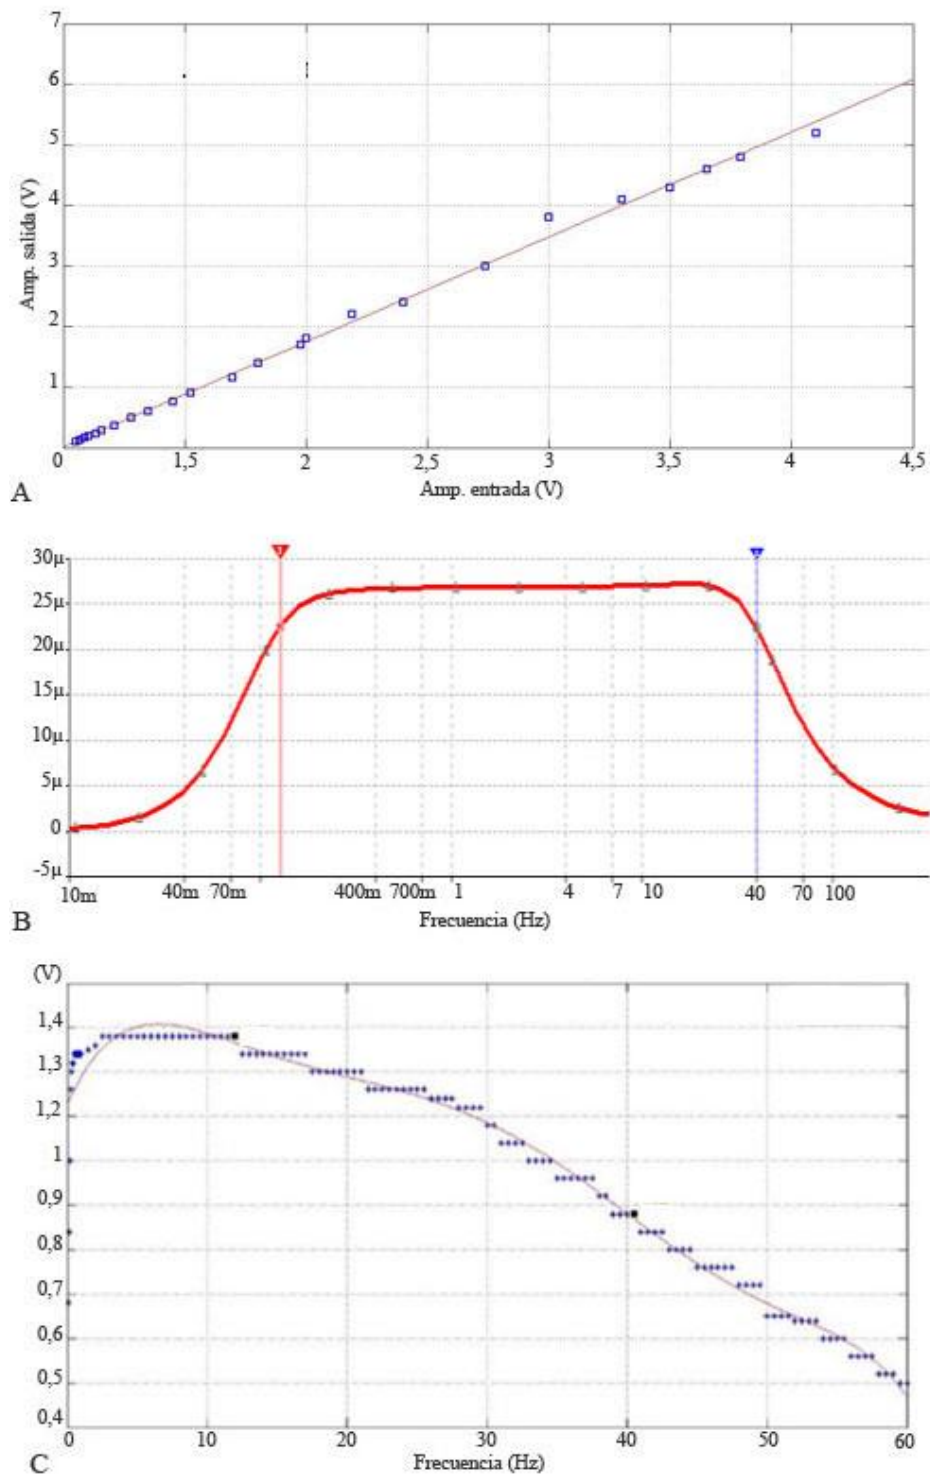 7
6
5
4
3
2
1
Amp. salida (V)
0 1,5 2 2,5 3 3,5 4 4,5
Amp. entrada (V)
A
1
30µ
25µ
20µ
15µ
10µ
5µ
0
-5µ
10m 40m 70m 400m 700m 1 4 7 10 40 70 100
Frecuencia (Hz)
B
(V)
1,4
1,3
1,2
1
0,9
0,8
0,7
0,6
0,5
0,4
0 10 20 30 40 50 60
Frecuencia (Hz)
C